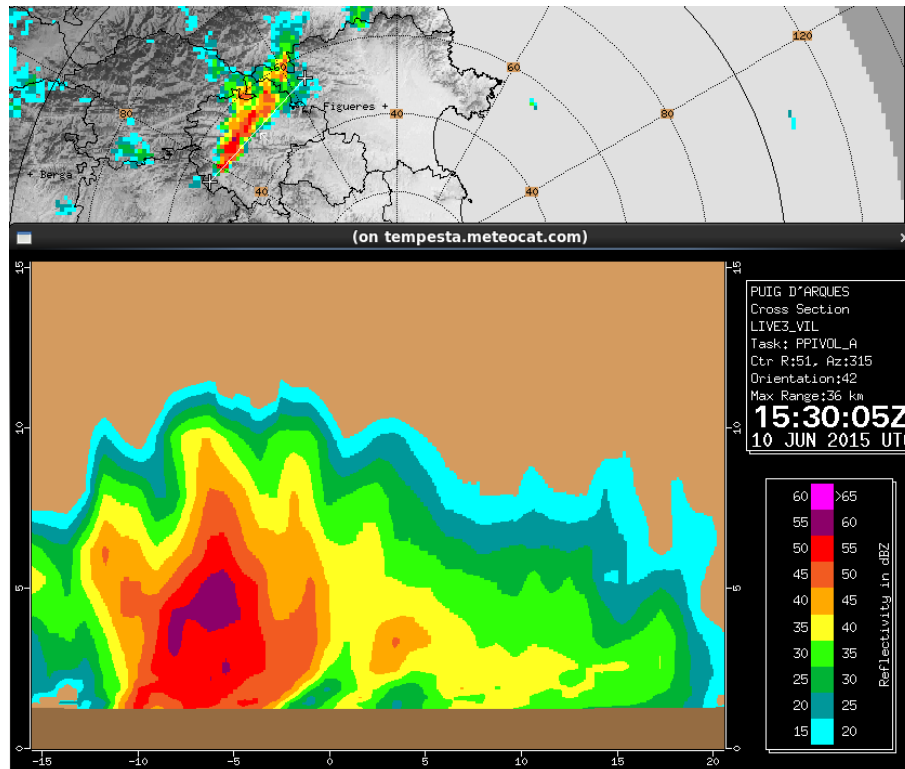 120
60
60
Figueres +
80
40
80
+ Berga
40
40
(on tempesta.meteocat.com)
15
15
PUIG D'ARQUES
Cross Section
LIVE3_VIL
Task: PPIVOL_A
Ctr R:51, Az:315
Orientation:42
Max Range:36 km
15:30:05Z
10 JUN 2015 UT
10
10
60 >65
55 60
50 55
45 50
40 45
35 40
30 35
25 30
20 25
15 20
Reflectivity in dBZ
5
5
0
0
-15 -10 -5 0 5 10 15 20